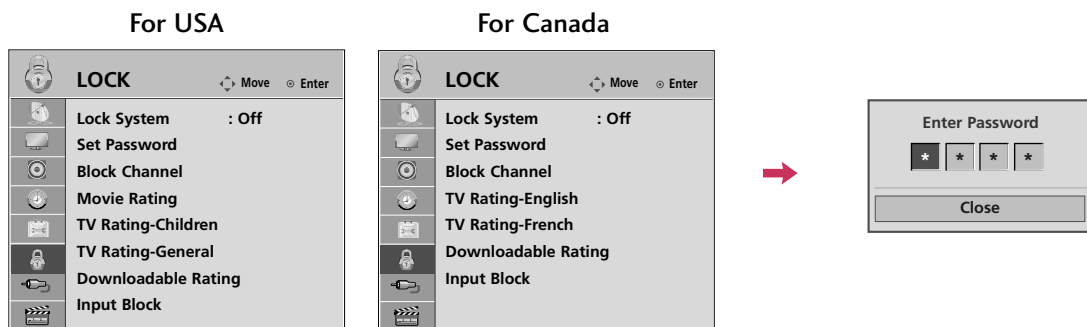 For USA
LOCK Move Enter
Lock System : Off
Set Password
Block Channel
Movie Rating
TV Rating-Children
TV Rating-General
Downloadable Rating
Input Block
For Canada
LOCK Move Enter
Lock System : Off
Set Password
Block Channel
TV Rating-English
TV Rating-French
Downloadable Rating
Input Block
Enter Password
* * * *
Close